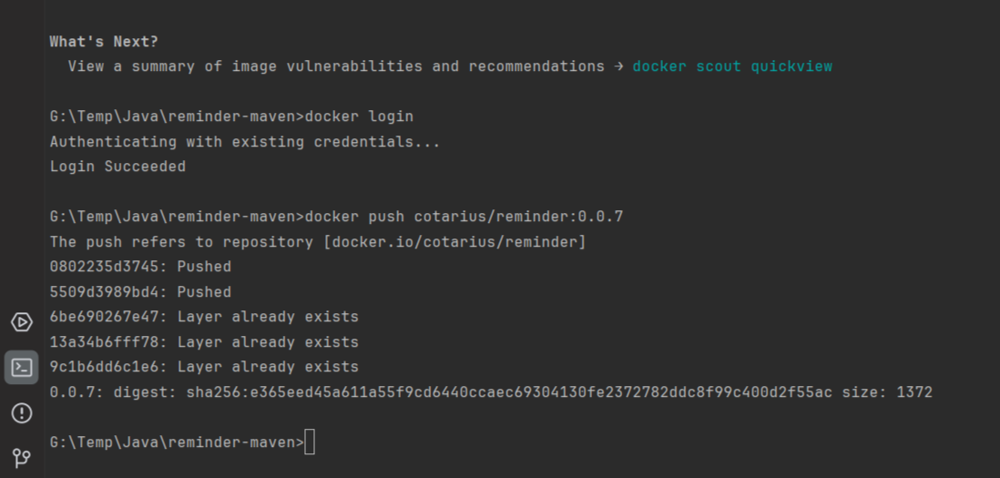 What's Next?
View a summary of image vulnerabilities and recommendations → docker scout quickview
G:\Temp\Java\reminder-maven>docker login
Authenticating with existing credentials...
Login Succeeded
G:\Temp\Java\reminder-maven>docker push cotarius/reminder:0.0.7
The push refers to repository [docker.io/cotarius/reminder]
0802235d3745: Pushed
5509d3989bd4: Pushed
6be690267e47: Layer already exists
13a34b6fff78: Layer already exists
9c1b6dd6c1e6: Layer already exists
0.0.7: digest: sha256:e365eed45a611a55f9cd6440ccaec69304130fe2372782ddc8f99c400d2f55ac size: 1372
G:\Temp\Java\reminder-maven>